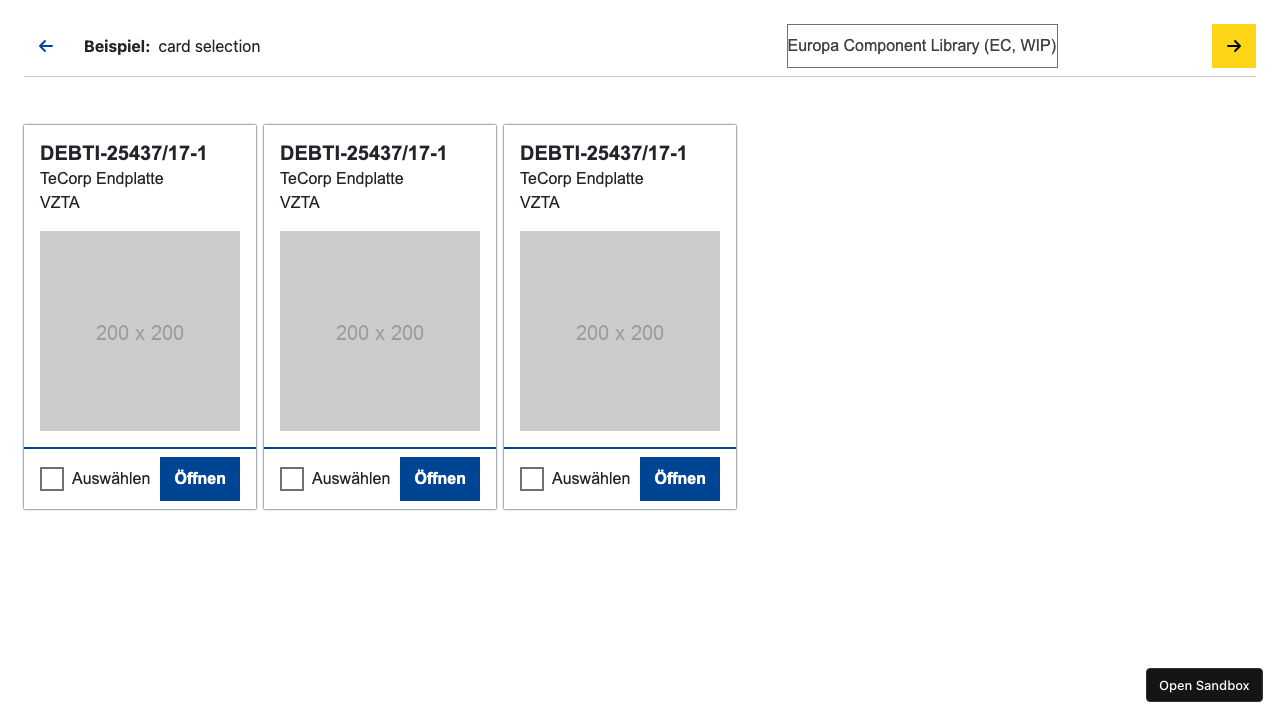 Beispiel: card selection
Europa Component Library (EC, WIP)
DEBTI-25437/17-1
TeCorp Endplatte
VZTA
200 x 200
Auswählen
Öffnen
DEBTI-25437/17-1
TeCorp Endplatte
VZTA
200 x 200
Auswählen
Öffnen
DEBTI-25437/17-1
TeCorp Endplatte
VZTA
200 x 200
Auswählen
Öffnen
Open Sandbox